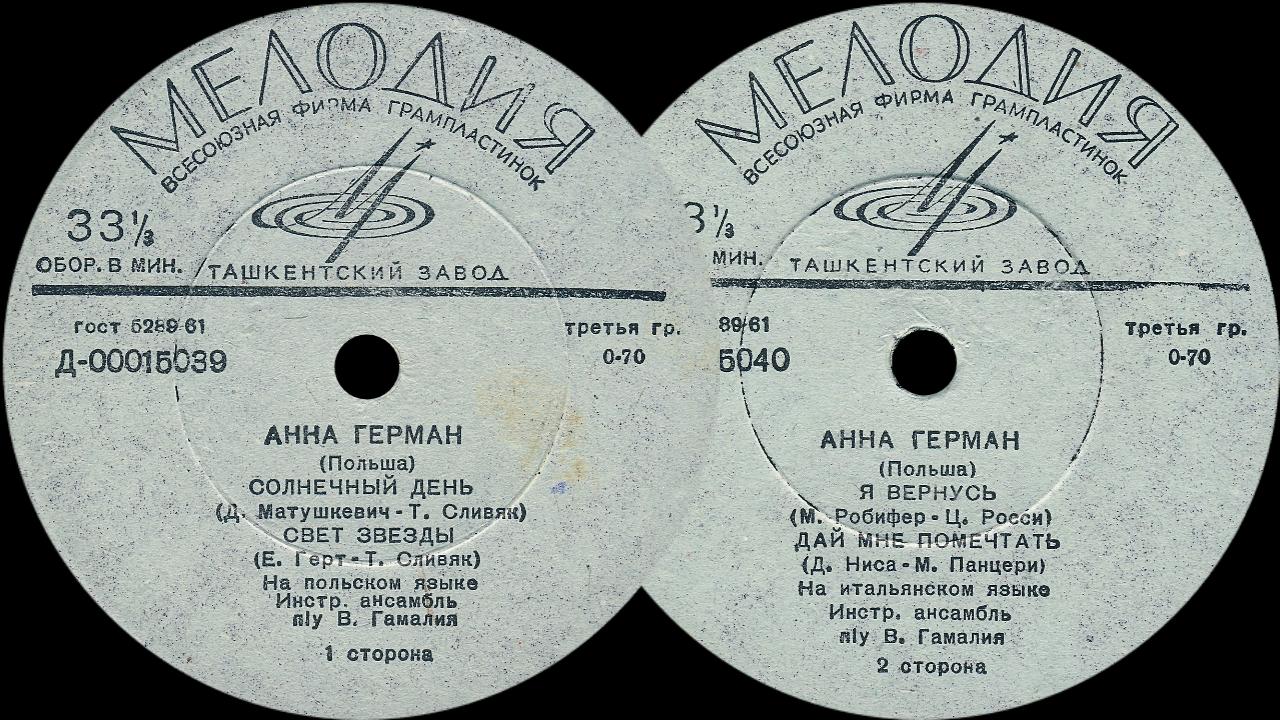 МЕЛОДИЯ
ВСЕСОЮЗНАЯ ФИРМА ГРАМПЛАСТИНОК
33⅓
ОБОР. В МИН.
ТАШКЕНТСКИЙ ЗАВОД
гост 5289-61
третья гр.
Д-00015039
0-70
АННА ГЕРМАН
(Польша)
СОЛНЕЧНЫЙ ДЕНЬ
(Д. Матушкевич - Т. Сливяк)
СВЕТ ЗВЕЗДЫ
(Е. Герт - Т. Сливяк)
На польском языке
Инстр. ансамбль
п/у В. Гамалия
1 сторона
МЕЛОДИЯ
ВСЕСОЮЗНАЯ ФИРМА ГРАМПЛАСТИНОК
3⅓
МИН.
ТАШКЕНТСКИЙ ЗАВОД
89-61
третья гр.
5040
0-70
АННА ГЕРМАН
(Польша)
Я ВЕРНУСЬ
(М. Робифер - Ц. Росси)
ДАЙ МНЕ ПОМЕЧТАТЬ
(Д. Ниса - М. Панцери)
На итальянском языке
Инстр. ансамбль
п/у В. Гамалия
2 сторона